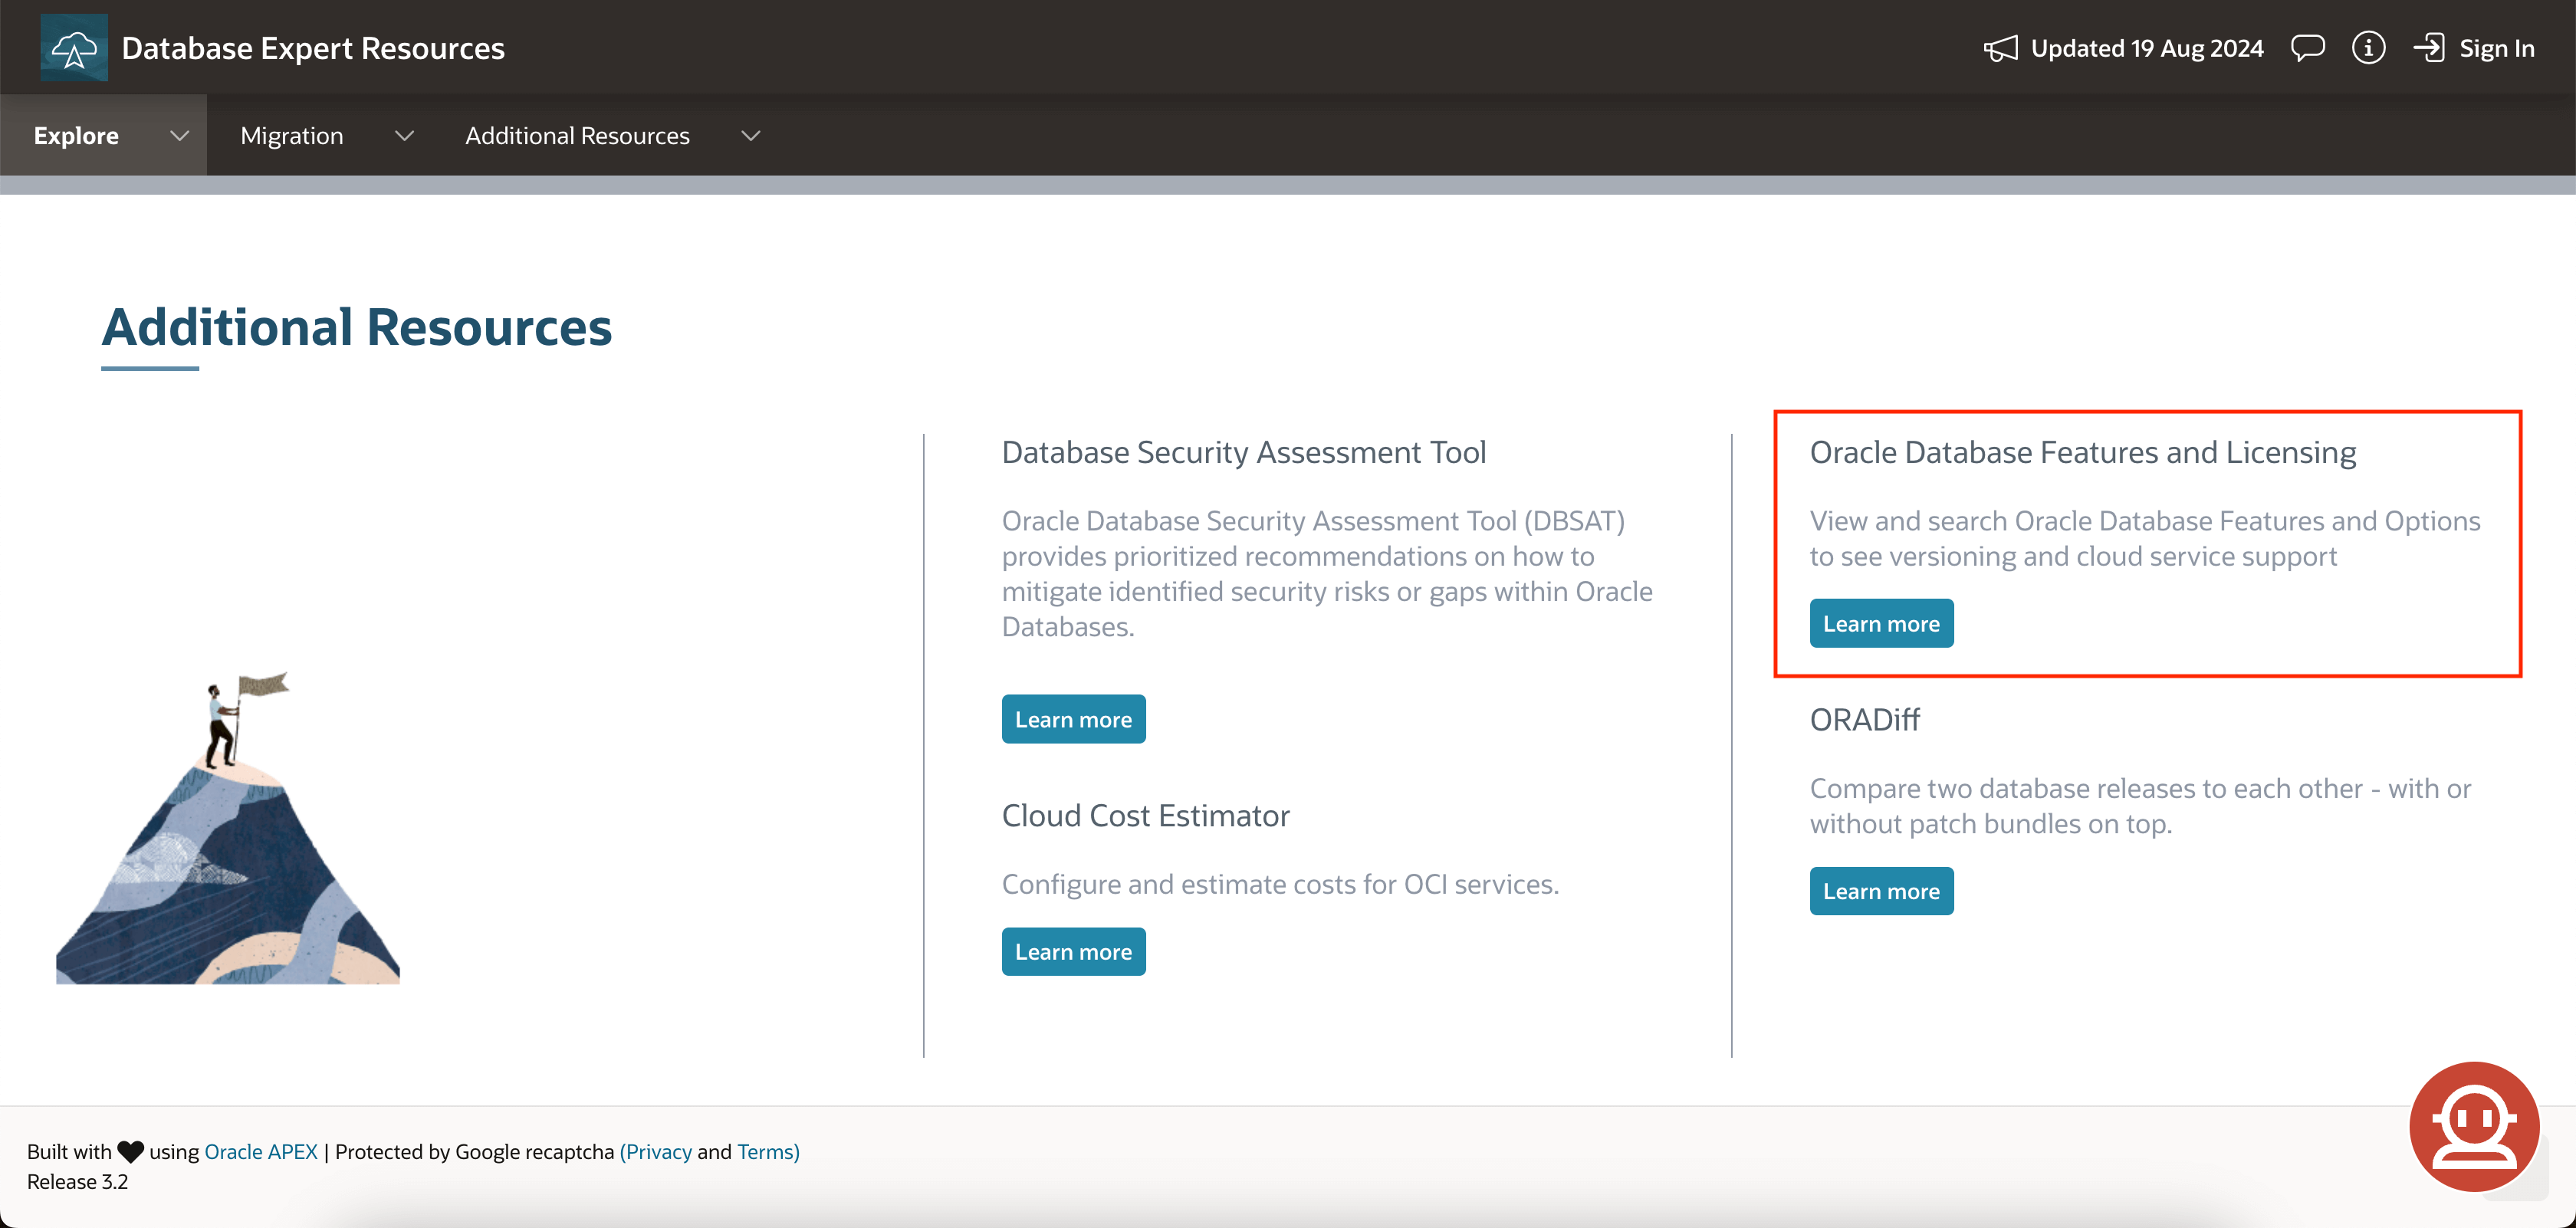 Database Expert Resources
Updated 19 Aug 2024
Sign In
Explore
Migration
Additional Resources
Additional Resources
Database Security Assessment Tool
Oracle Database Security Assessment Tool (DBSAT)
provides prioritized recommendations on how to
mitigate identified security risks or gaps within Oracle
Databases.
Learn more
Cloud Cost Estimator
Configure and estimate costs for OCI services.
Learn more
Oracle Database Features and Licensing
View and search Oracle Database Features and Options
to see versioning and cloud service support
Learn more
ORADiff
Compare two database releases to each other - with or
without patch bundles on top.
Learn more
Built with using Oracle APEX | Protected by Google recaptcha (Privacy and Terms)
Release 3.2